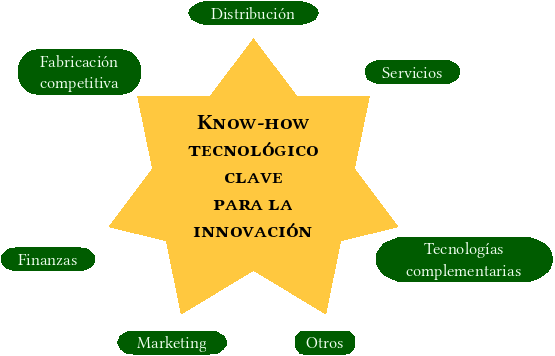 Distribución
Fabricación
competitiva
Servicios
Know-how
tecnológico
clave
para la
innovación
Finanzas
Tecnologías
complementarias
Marketing
Otros